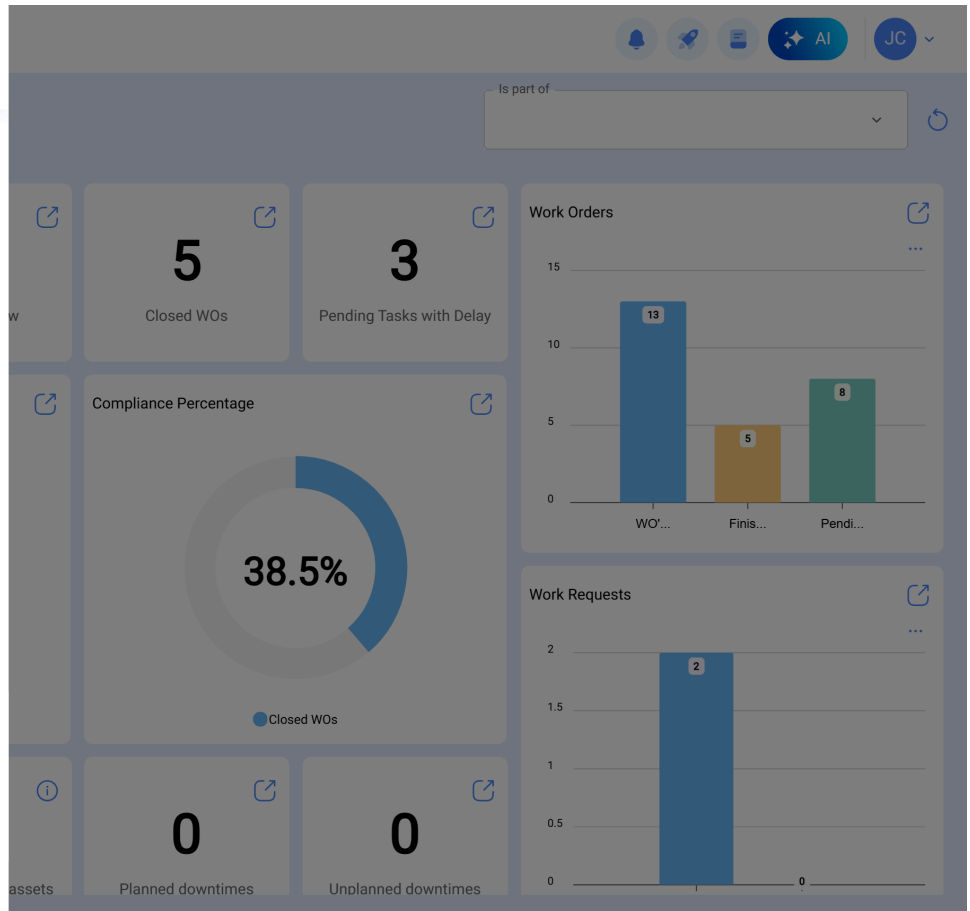 AI
JC
Is part of
5
Closed WOs
3
Pending Tasks with Delay
w
Work Orders
...
15
10
5
0
13
5
8
WO'...
Finis...
Pendi...
Compliance Percentage
38.5%
Closed WOs
Work Requests
...
2
1.5
1
0.5
0
2
0
assets
0
Planned downtimes
0
Unplanned downtimes